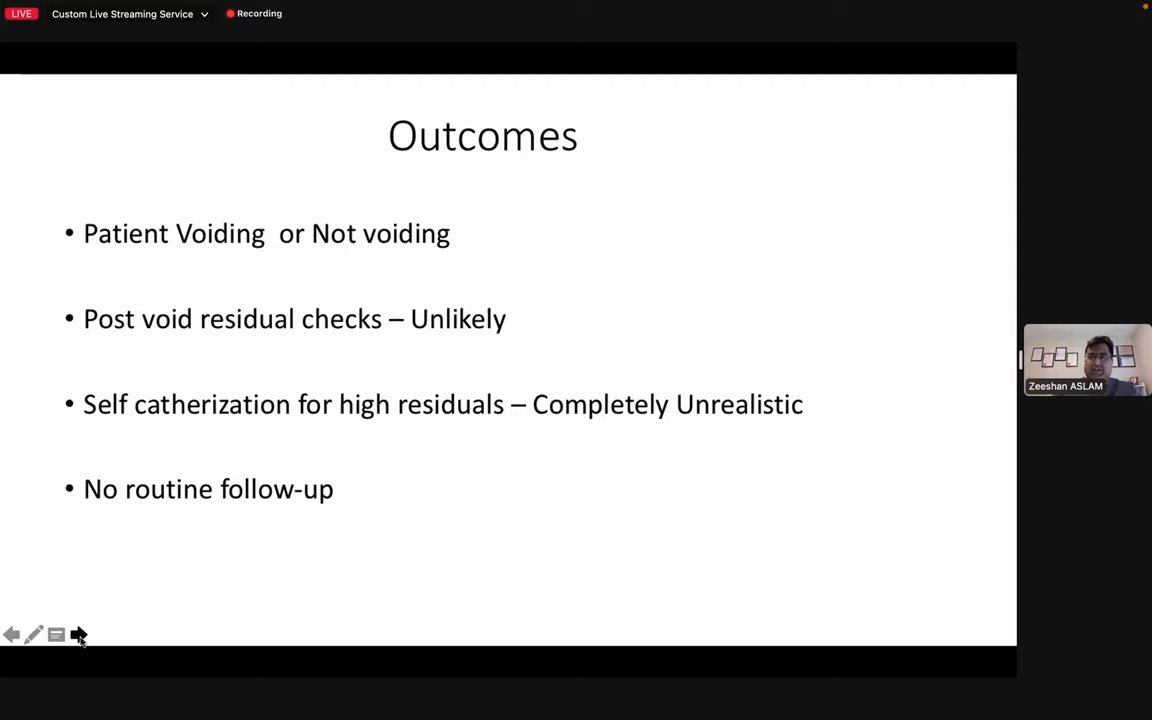 LIVE Custom Live Streaming Service Recording
Outcomes
• Patient Voiding or Not voiding
• Post void residual checks – Unlikely
• Self catherization for high residuals – Completely Unrealistic
• No routine follow-up
Zeeshan ASLAM